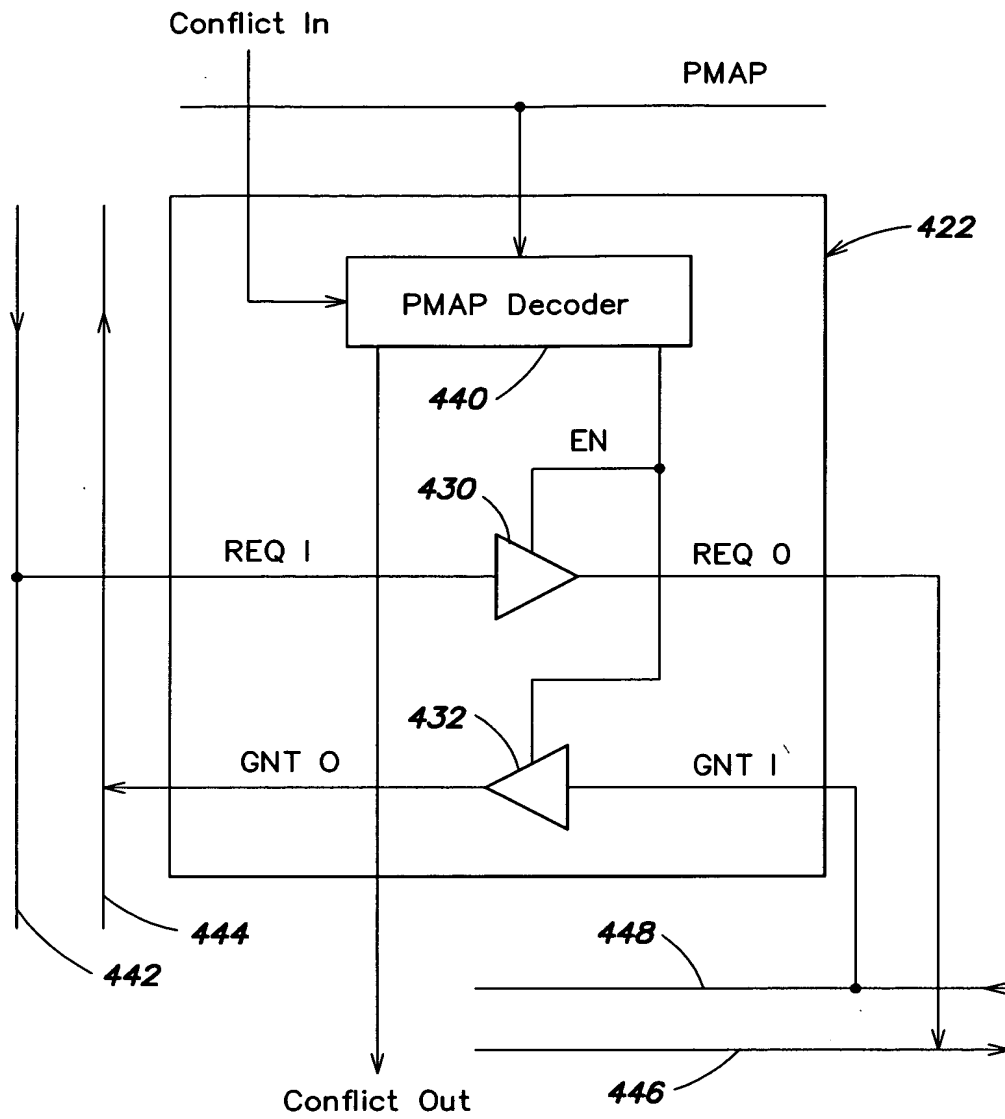 Conflict In
PMAP
422
PMAP Decoder
440
EN
430
REQ I
REQ O
432
GNT O
GNT I
444
442
448
446
Conflict Out